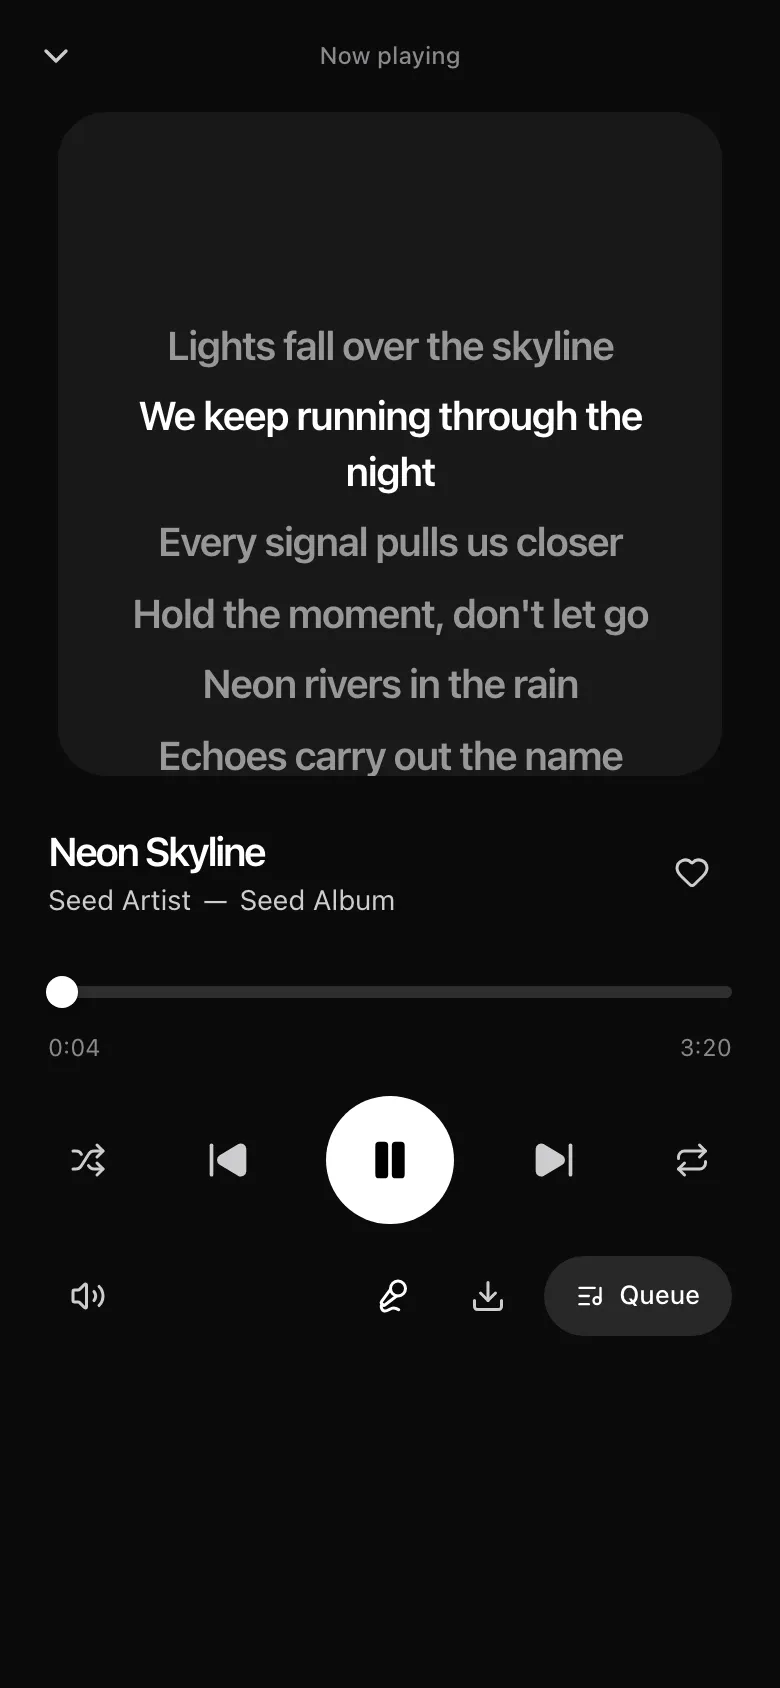 Now playing
Lights fall over the skyline
We keep running through the
night
Every signal pulls us closer
Hold the moment, don't let go
Neon rivers in the rain
Echoes carry out the name
Neon Skyline
Seed Artist — Seed Album
0:04 3:20
Queue